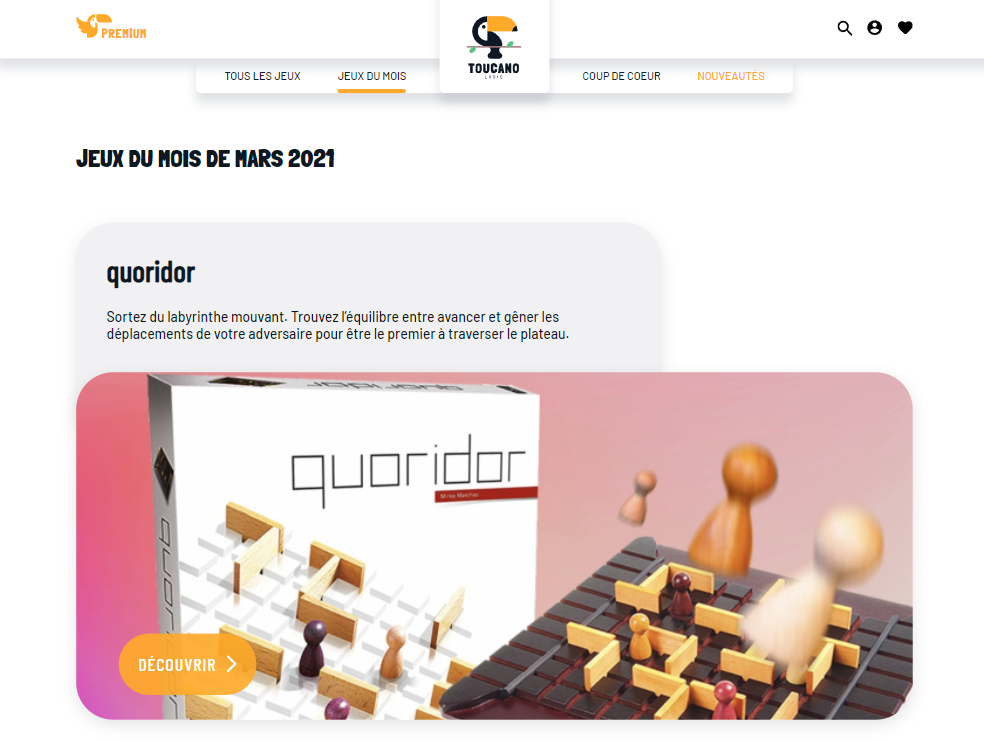 PREMIUM
TOUCANO
LUDIC
TOUS LES JEUX
JEUX DU MOIS
COUP DE COEUR
NOUVEAUTÉS
JEUX DU MOIS DE MARS 2021
quoridor
Sortez du labyrinthe mouvant. Trouvez l'équilibre entre avancer et gêner les
déplacements de votre adversaire pour être le premier à traverser le plateau.
quoridor
quoridor
Mirko Marchesi
quoridor
DÉCOUVRIR